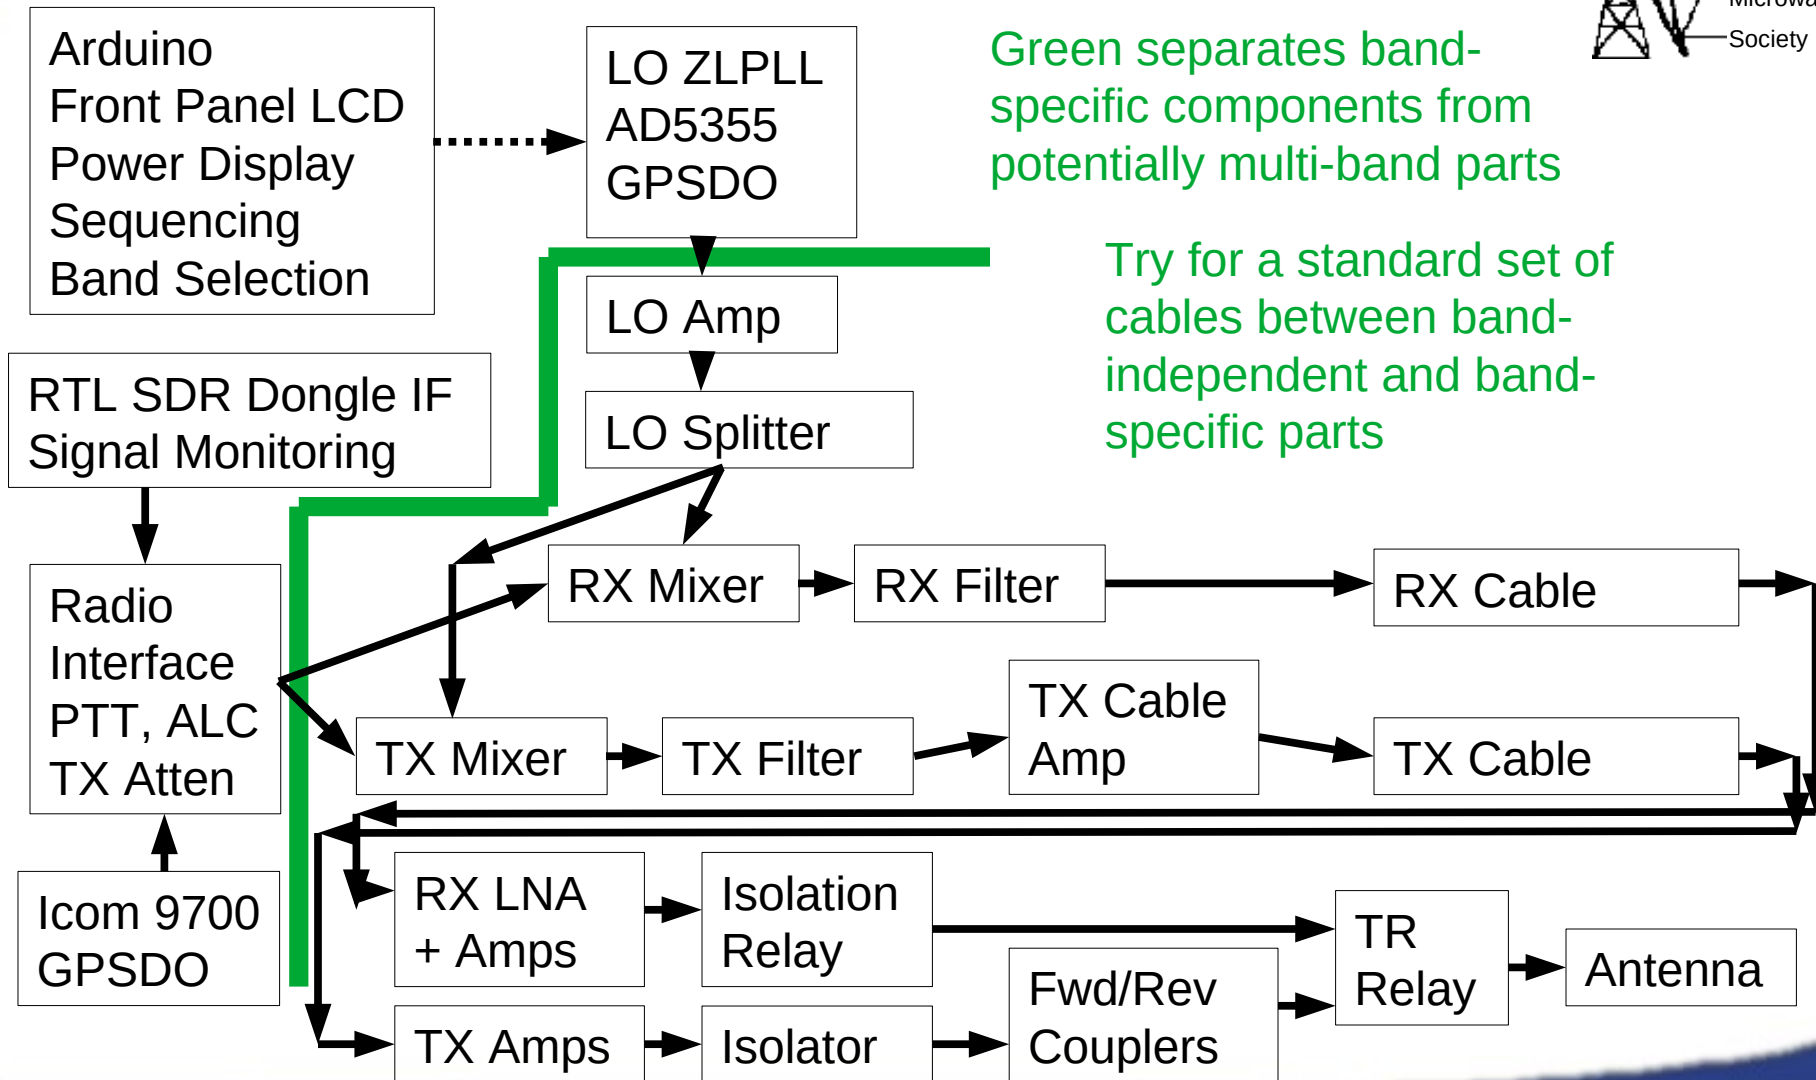 Arduino
Front Panel LCD
Power Display
Sequencing
Band Selection
LO ZLPLL
AD5355
GPSDO
Green separates band-
specific components from
potentially multi-band parts
Society
Try for a standard set of
cables between band-
independent and band-
specific parts
LO Amp
LO Splitter
RTL SDR Dongle IF
Signal Monitoring
Radio
Interface
PTT, ALC
TX Atten
RX Mixer
RX Filter
RX Cable
TX Mixer
TX Filter
TX Cable
Amp
TX Cable
Icom 9700
GPSDO
RX LNA
+ Amps
Isolation
Relay
TR
Relay
Antenna
TX Amps
Isolator
Fwd/Rev
Couplers